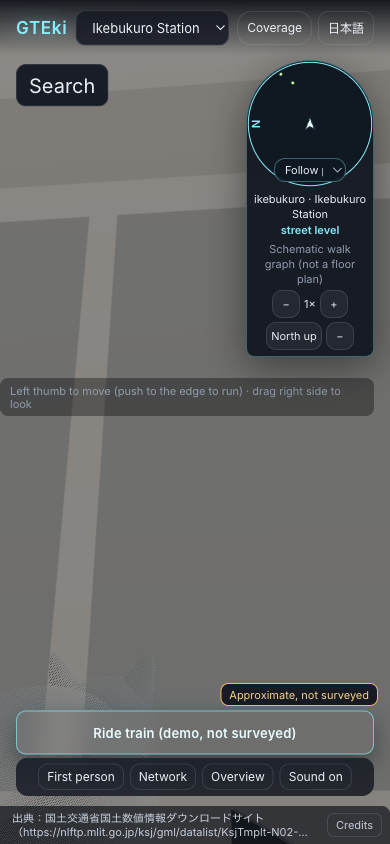 GTEki
Ikebukuro Station
Coverage
日本語
Search
N
Follow
ikebukuro · Ikebukuro
Station
street level
Schematic walk
graph (not a floor
plan)
− 1× +
North up −
Left thumb to move (push to the edge to run) · drag right side to
look
Approximate, not surveyed
Ride train (demo, not surveyed)
First person
Network
Overview
Sound on
出典：国土交通省国土数値情報ダウンロードサイト
（https://nlftp.mlit.go.jp/ksj/gml/datalist/KsjTmplt-N02-...
Credits